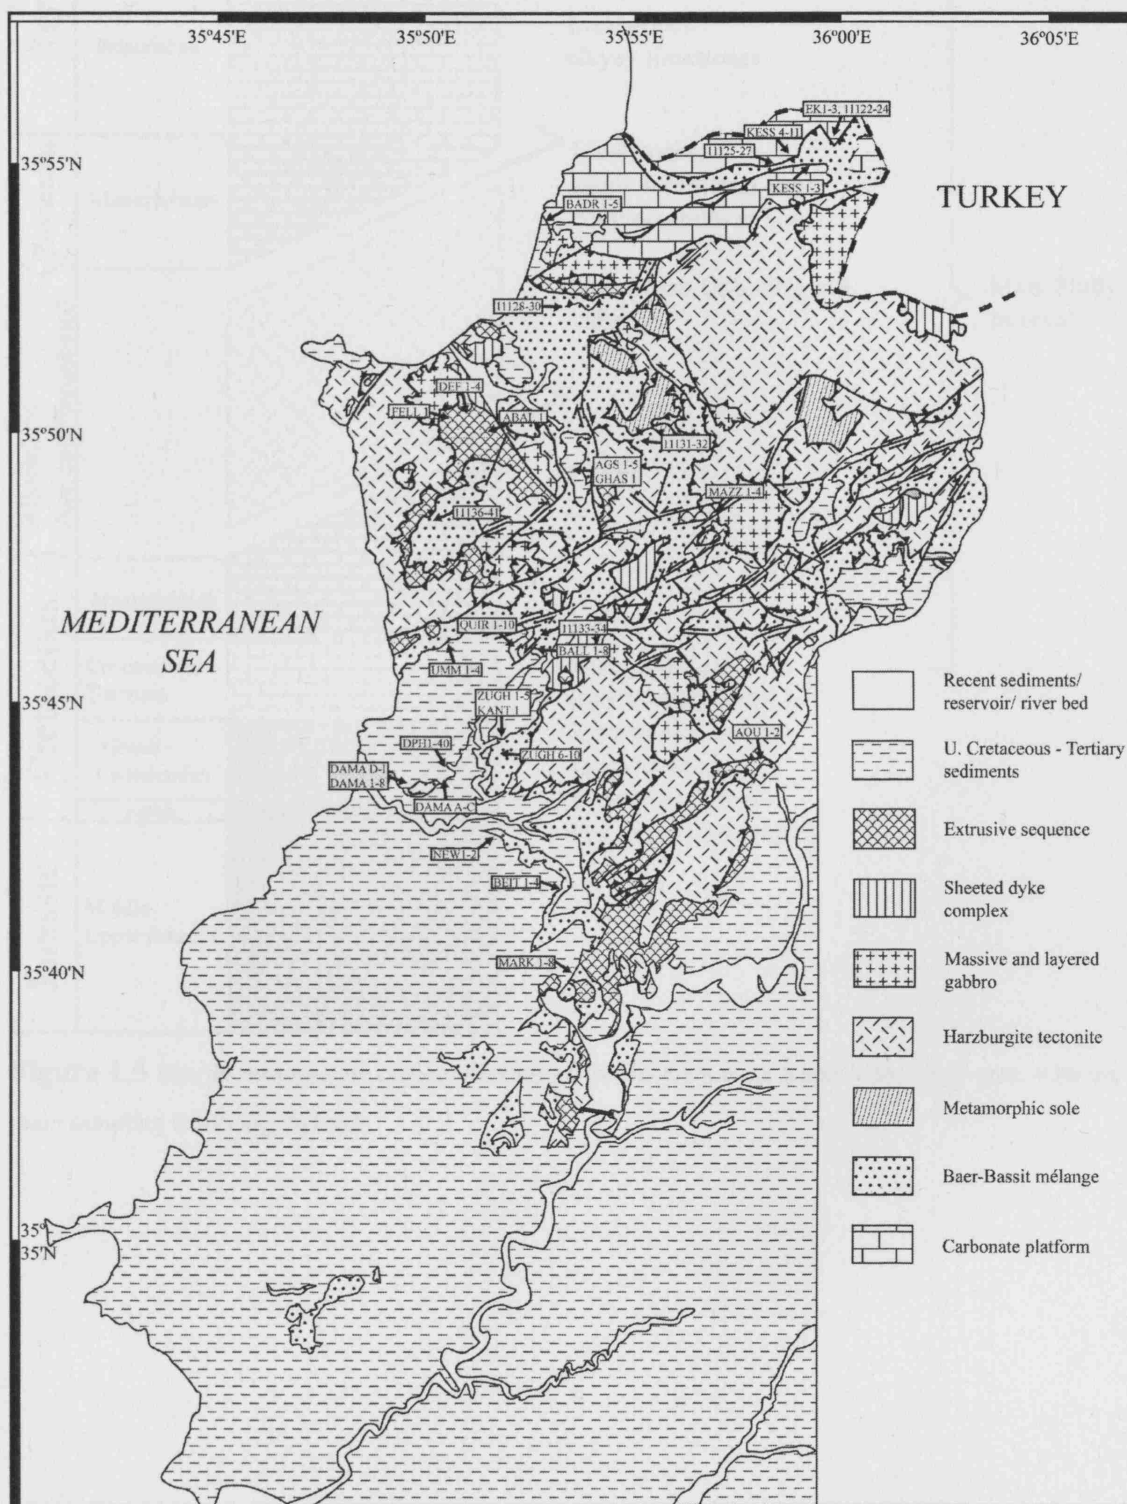 35°45'E
35°50'E
35°55'E
36°00'E
36°05'E
EK1-3, 11122-24
KESS 4-11
35°55'N
11125-27
KESS 1-3
TURKEY
BADR 1-5
11128-30
DEF 1-4
FELL 1
ABAL 1
35°50'N
11131-32
AGS 1-5
GHAS 1
MAZZ 1-4
11136-41
MEDITERRANEAN
SEA
QUIR 1-10
11133-34
BALL 1-8
UMM 1-4
ZUGH 1-5
KANT 1
35°45'N
AOU 1-2
DPH1-40
ZUGH 6-10
DAMA D-I
DAMA 1-8
DAMA A-C
NEW1-2
BEIT 1-4
MARK 1-8
35°40'N
35°
35'N
Recent sediments/
reservoir/ river bed
U. Cretaceous - Tertiary
sediments
Extrusive sequence
Sheeted dyke
complex
Massive and layered
gabbro
Harzburgite tectonite
Metamorphic sole
Baer-Bassit mélange
Carbonate platform